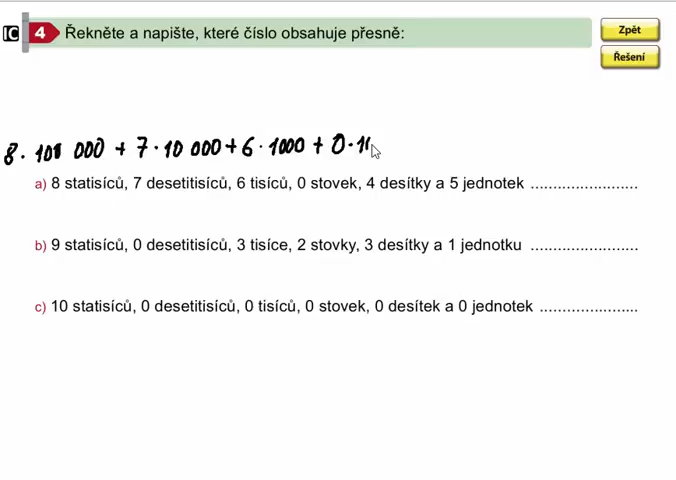 4 Řekněte a napište, které číslo obsahuje přesně:
Zpět
Řešení
8 · 100 000 + 7 · 10 000 + 6 · 1000 + 0 · 1
a) 8 statisíců, 7 desetitisíců, 6 tisíců, 0 stovek, 4 desítky a 5 jednotek ........................
b) 9 statisíců, 0 desetitisíců, 3 tisíce, 2 stovky, 3 desítky a 1 jednotku ........................
c) 10 statisíců, 0 desetitisíců, 0 tisíců, 0 stovek, 0 desítek a 0 jednotek ......................